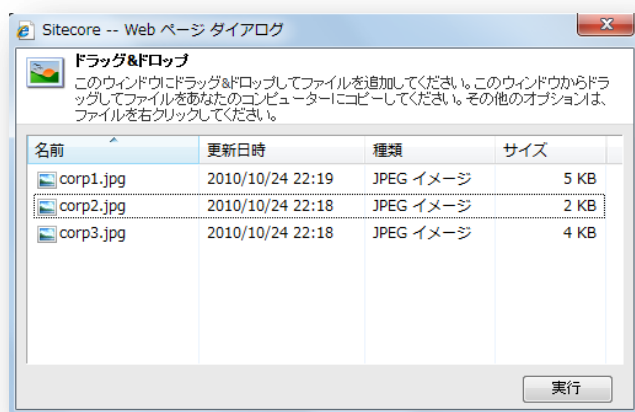 Sitecore -- Web ページ ダイアログ
ドラッグ&ドロップ
このウィンドウにドラッグ&ドロップしてファイルを追加してください。このウィンドウからドラ
ッグしてファイルをあなたのコンピューターにコピーしてください。その他のオプションは、
ファイルを右クリックしてください。
名前 更新日時 種類 サイズ
corp1.jpg 2010/10/24 22:19 JPEG イメージ 5 KB
corp2.jpg 2010/10/24 22:18 JPEG イメージ 2 KB
corp3.jpg 2010/10/24 22:18 JPEG イメージ 4 KB
実行